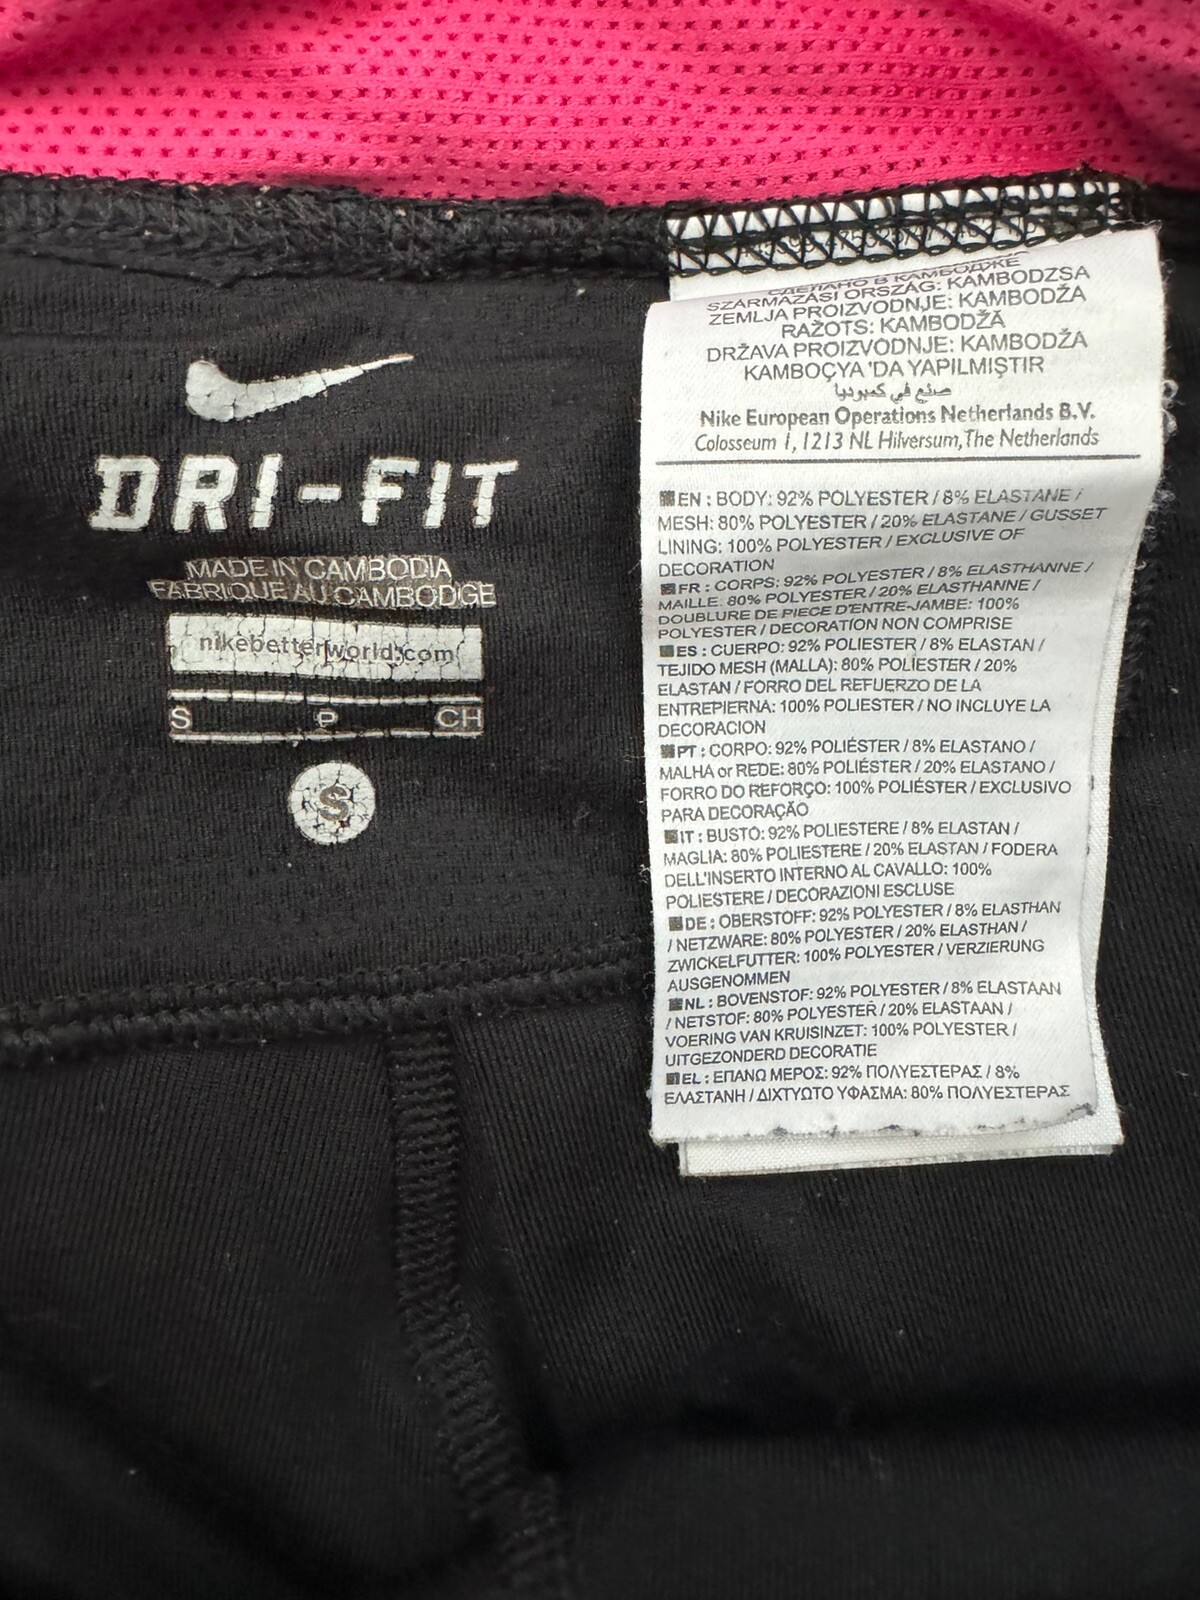 DRI-FIT
MADE IN CAMBODIA
FABRIQUE AU CAMBODGE
nikebetterworld.com
S P CH
S
СДЕЛАНО В КАМБОДЖЕ
SZÁRMAZÁSI ORSZÁG: KAMBODZSA
ZEMLJA PROIZVODNJE: KAMBODŽA
RAŽOTS: KAMBODŽĀ
DRŽAVA PROIZVODNJE: KAMBODŽA
KAMBOÇYA 'DA YAPILMIŞTIR
صنع في كمبوديا
Nike European Operations Netherlands B.V.
Colosseum 1, 1213 NL Hilversum, The Netherlands
EN : BODY: 92% POLYESTER / 8% ELASTANE /
MESH: 80% POLYESTER / 20% ELASTANE / GUSSET
LINING: 100% POLYESTER / EXCLUSIVE OF
DECORATION
FR : CORPS: 92% POLYESTER / 8% ELASTHANNE /
MAILLE: 80% POLYESTER / 20% ELASTHANNE /
DOUBLURE DE PIECE D'ENTRE-JAMBE: 100%
POLYESTER / DECORATION NON COMPRISE
ES : CUERPO: 92% POLIESTER / 8% ELASTAN /
TEJIDO MESH (MALLA): 80% POLIESTER / 20%
ELASTAN / FORRO DEL REFUERZO DE LA
ENTREPIERNA: 100% POLIESTER / NO INCLUYE LA
DECORACION
PT : CORPO: 92% POLIÉSTER / 8% ELASTANO /
MALHA or REDE: 80% POLIÉSTER / 20% ELASTANO /
FORRO DO REFORÇO: 100% POLIÉSTER / EXCLUSIVO
PARA DECORAÇÃO
IT : BUSTO: 92% POLIESTERE / 8% ELASTAN /
MAGLIA: 80% POLIESTERE / 20% ELASTAN / FODERA
DELL'INSERTO INTERNO AL CAVALLO: 100%
POLIESTERE / DECORAZIONI ESCLUSE
DE : OBERSTOFF: 92% POLYESTER / 8% ELASTHAN
/ NETZWARE: 80% POLYESTER / 20% ELASTHAN /
ZWICKELFUTTER: 100% POLYESTER / VERZIERUNG
AUSGENOMMEN
NL : BOVENSTOF: 92% POLYESTER / 8% ELASTAAN
/ NETSTOF: 80% POLYESTER / 20% ELASTAAN /
VOERING VAN KRUISINZET: 100% POLYESTER /
UITGEZONDERD DECORATIE
EL : ΕΠΑΝΩ ΜΕΡΟΣ: 92% ΠΟΛΥΕΣΤΕΡΑΣ / 8%
ΕΛΑΣΤΑΝΗ / ΔΙΧΤΥΩΤΟ ΥΦΑΣΜΑ: 80% ΠΟΛΥΕΣΤΕΡΑΣ